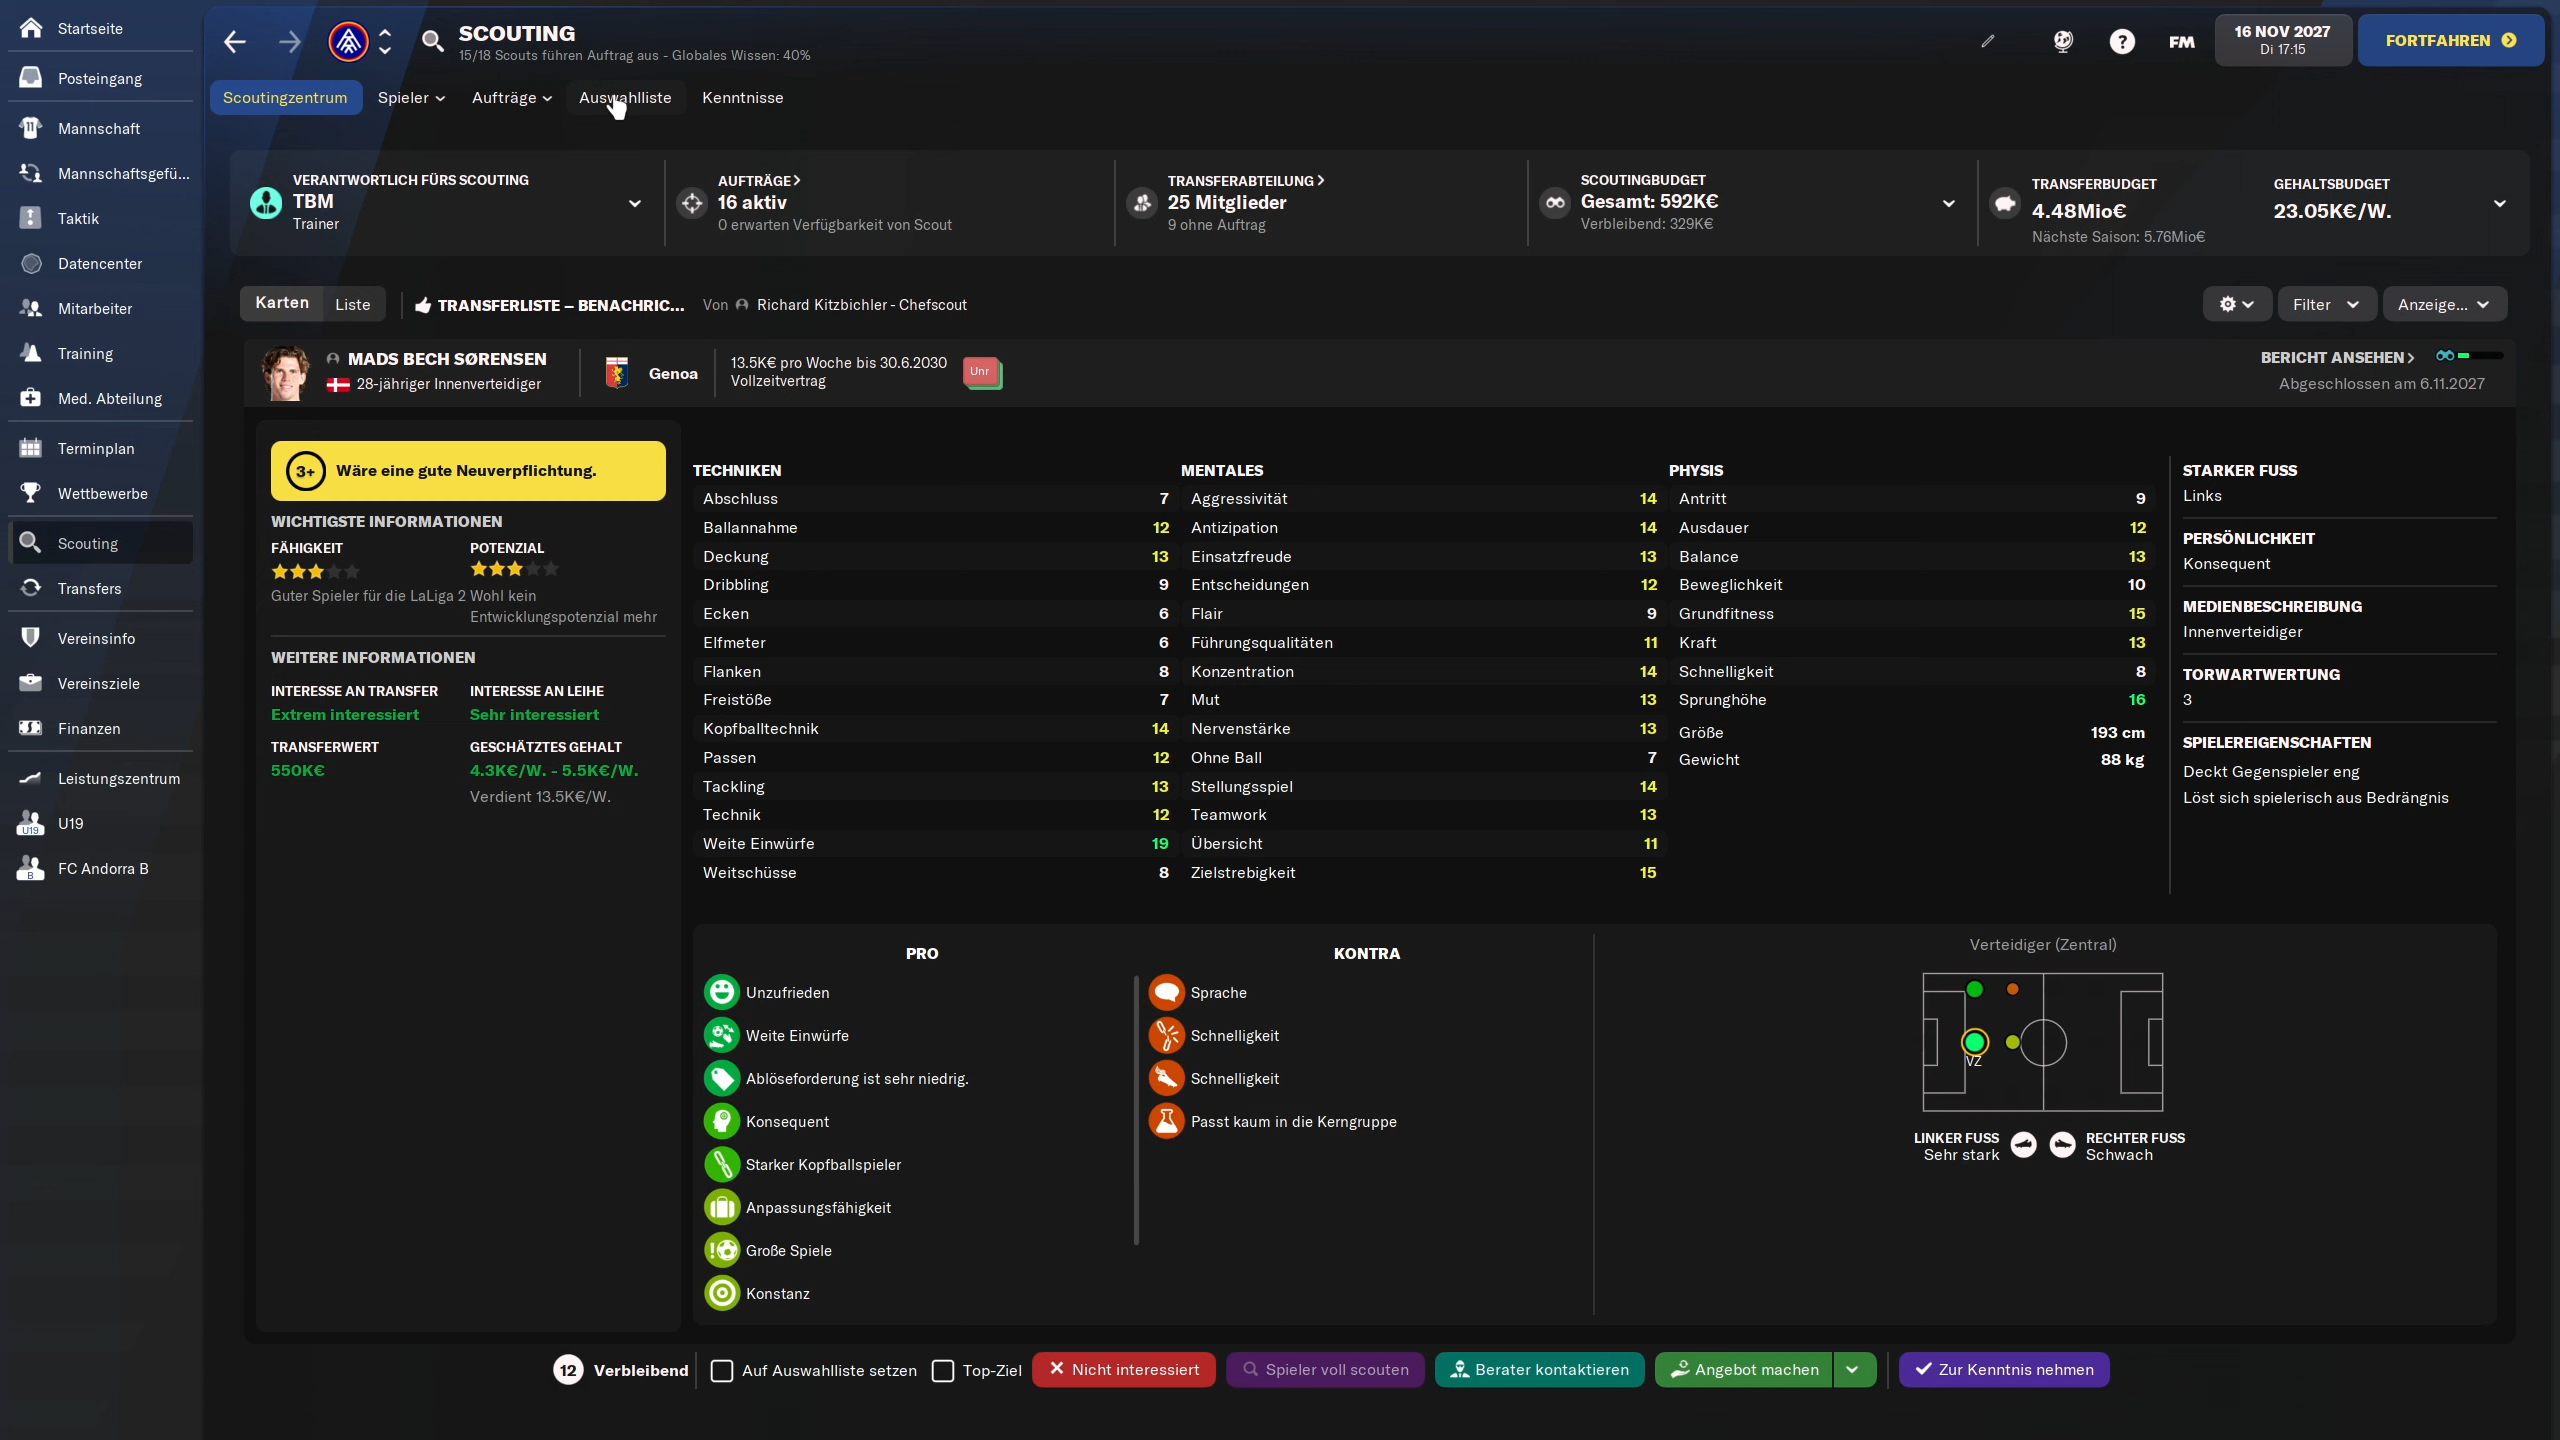 Startseite
Posteingang
Mannschaft
Mannschaftsgefü...
Taktik
Datencenter
Mitarbeiter
Training
Med. Abteilung
Terminplan
Wettbewerbe
Scouting
Transfers
Vereinsinfo
Vereinsziele
Finanzen
Leistungszentrum
U19
U19
B
FC Andorra B
SCOUTING
15/18 Scouts führen Auftrag aus - Globales Wissen: 40%
FM
16 NOV 2027
Di 17:15
FORTFAHREN
Scoutingzentrum
Spieler
Aufträge
Auswahlliste
Kenntnisse
VERANTWORTLICH FÜRS SCOUTING
TBM
Trainer
AUFTRÄGE
16 aktiv
0 erwarten Verfügbarkeit von Scout
TRANSFERABTEILUNG
25 Mitglieder
9 ohne Auftrag
SCOUTINGBUDGET
Gesamt: 592K€
Verbleibend: 329K€
TRANSFERBUDGET
4.48Mio€
Nächste Saison: 5.76Mio€
GEHALTSBUDGET
23.05K€/W.
Karten
Liste
TRANSFERLISTE – BENACHRIC...
Von Richard Kitzbichler - Chefscout
Filter
Anzeige...
MADS BECH SØRENSEN
28-jähriger Innenverteidiger
Genoa
13.5K€ pro Woche bis 30.6.2030
Vollzeitvertrag
Unr
BERICHT ANSEHEN
Abgeschlossen am 6.11.2027
3+ Wäre eine gute Neuverpflichtung.
WICHTIGSTE INFORMATIONEN
FÄHIGKEIT
Guter Spieler für die LaLiga 2
POTENZIAL
Wohl kein
Entwicklungspotenzial mehr
WEITERE INFORMATIONEN
INTERESSE AN TRANSFER
Extrem interessiert
INTERESSE AN LEIHE
Sehr interessiert
TRANSFERWERT
550K€
GESCHÄTZTES GEHALT
4.3K€/W. - 5.5K€/W.
Verdient 13.5K€/W.
TECHNIKEN
Abschluss 7
Ballannahme 12
Deckung 13
Dribbling 9
Ecken 6
Elfmeter 6
Flanken 8
Freistöße 7
Kopfballtechnik 14
Passen 12
Tackling 13
Technik 12
Weite Einwürfe 19
Weitschüsse 8
MENTALES
Aggressivität 14
Antizipation 14
Einsatzfreude 13
Entscheidungen 12
Flair 9
Führungsqualitäten 11
Konzentration 14
Mut 13
Nervenstärke 13
Ohne Ball 7
Stellungsspiel 14
Teamwork 13
Übersicht 11
Zielstrebigkeit 15
PHYSIS
Antritt 9
Ausdauer 12
Balance 13
Beweglichkeit 10
Grundfitness 15
Kraft 13
Schnelligkeit 8
Sprunghöhe 16
Größe 193 cm
Gewicht 88 kg
STARKER FUSS
Links
PERSÖNLICHKEIT
Konsequent
MEDIENBESCHREIBUNG
Innenverteidiger
TORWARTWERTUNG
3
SPIELEREIGENSCHAFTEN
Deckt Gegenspieler eng
Löst sich spielerisch aus Bedrängnis
PRO
Unzufrieden
Weite Einwürfe
Ablöseforderung ist sehr niedrig.
Konsequent
Starker Kopfballspieler
Anpassungsfähigkeit
Große Spiele
Konstanz
KONTRA
Sprache
Schnelligkeit
Schnelligkeit
Passt kaum in die Kerngruppe
Verteidiger (Zentral)
VZ
LINKER FUSS
Sehr stark
RECHTER FUSS
Schwach
12 Verbleibend
Auf Auswahlliste setzen
Top-Ziel
Nicht interessiert
Spieler voll scouten
Berater kontaktieren
Angebot machen
Zur Kenntnis nehmen